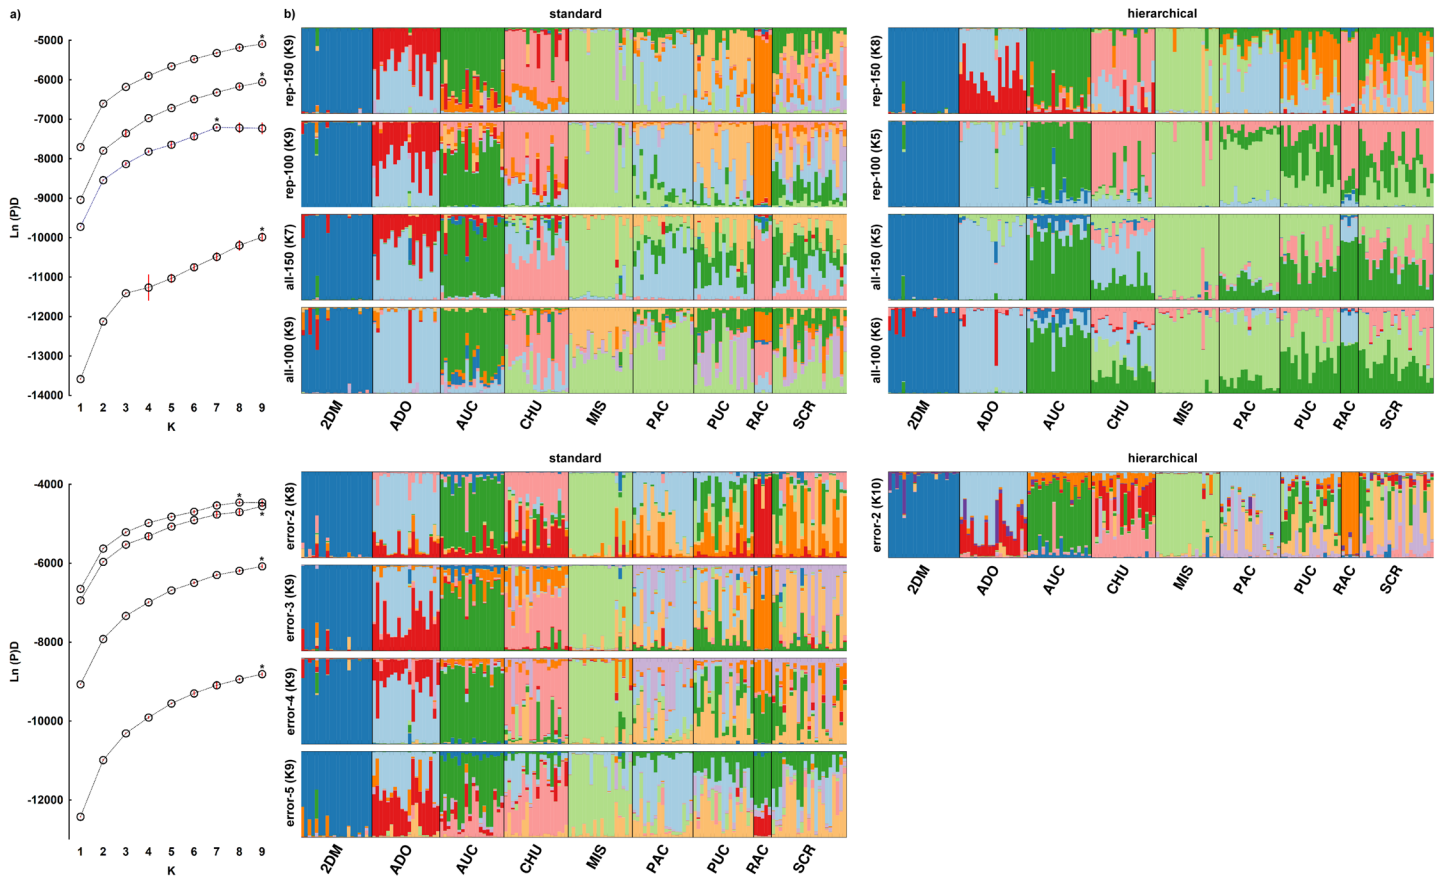 a)
b)
standard
hierarchical
-5000
-6000
-7000
-8000
-9000
-10000
-11000
-12000
-13000
-14000
Ln (P)D
1 2 3 4 5 6 7 8 9
K
* * * *
rep-150 (K9)
rep-100 (K9)
all-150 (K7)
all-100 (K9)
2DM ADO AUC CHU MIS PAC PUC RAC SCR
rep-150 (K8)
rep-100 (K5)
all-150 (K5)
all-100 (K6)
2DM ADO AUC CHU MIS PAC PUC RAC SCR
standard
hierarchical
-4000
-6000
-8000
-10000
-12000
Ln (P)D
1 2 3 4 5 6 7 8 9
K
* * * *
error-2 (K8)
error-3 (K9)
error-4 (K9)
error-5 (K9)
2DM ADO AUC CHU MIS PAC PUC RAC SCR
error-2 (K10)
2DM ADO AUC CHU MIS PAC PUC RAC SCR